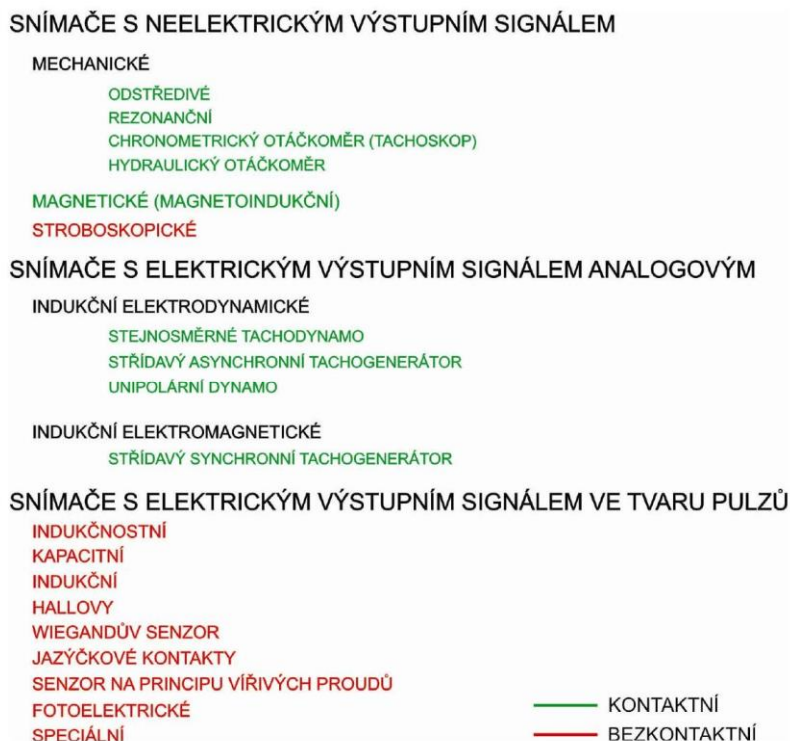 SNÍMAČE S NEELEKTRICKÝM VÝSTUPNÍM SIGNÁLEM
MECHANICKÉ
ODSTŘEDIVÉ
REZONANČNÍ
CHRONOMETRICKÝ OTÁČKOMĚR (TACHOSKOP)
HYDRAULICKÝ OTÁČKOMĚR
MAGNETICKÉ (MAGNETOINDUKČNÍ)
STROBOSKOPICKÉ
SNÍMAČE S ELEKTRICKÝM VÝSTUPNÍM SIGNÁLEM ANALOGOVÝM
INDUKČNÍ ELEKTRODYNAMICKÉ
STEJNOSMĚRNÉ TACHODYNAMO
STŘÍDAVÝ ASYNCHRONNÍ TACHOGENERÁTOR
UNIPOLÁRNÍ DYNAMO
INDUKČNÍ ELEKTROMAGNETICKÉ
STŘÍDAVÝ SYNCHRONNÍ TACHOGENERÁTOR
SNÍMAČE S ELEKTRICKÝM VÝSTUPNÍM SIGNÁLEM VE TVARU PULZŮ
INDUKČNOSTNÍ
KAPACITNÍ
INDUKČNÍ
HALLOVY
WIEGANDŮV SENZOR
JAZÝČKOVÉ KONTAKTY
SENZOR NA PRINCIPU VÍŘIVÝCH PROUDŮ
FOTOELEKTRICKÉ
SPECIÁLNÍ
KONTAKTNÍ
BEZKONTAKTNÍ